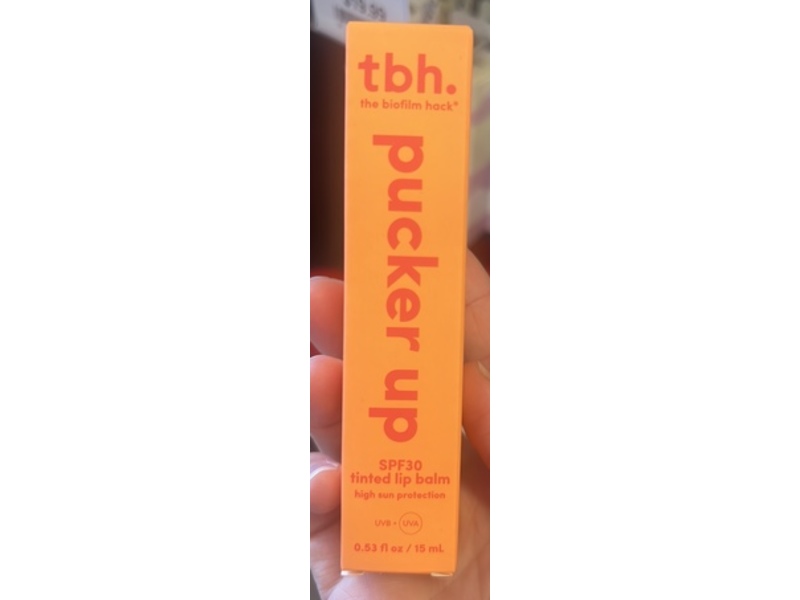 tbh.
the biofilm hack*
pucker up
SPF30
tinted lip balm
high sun protection
UVB + UVA
0.53 fl oz / 15 mL